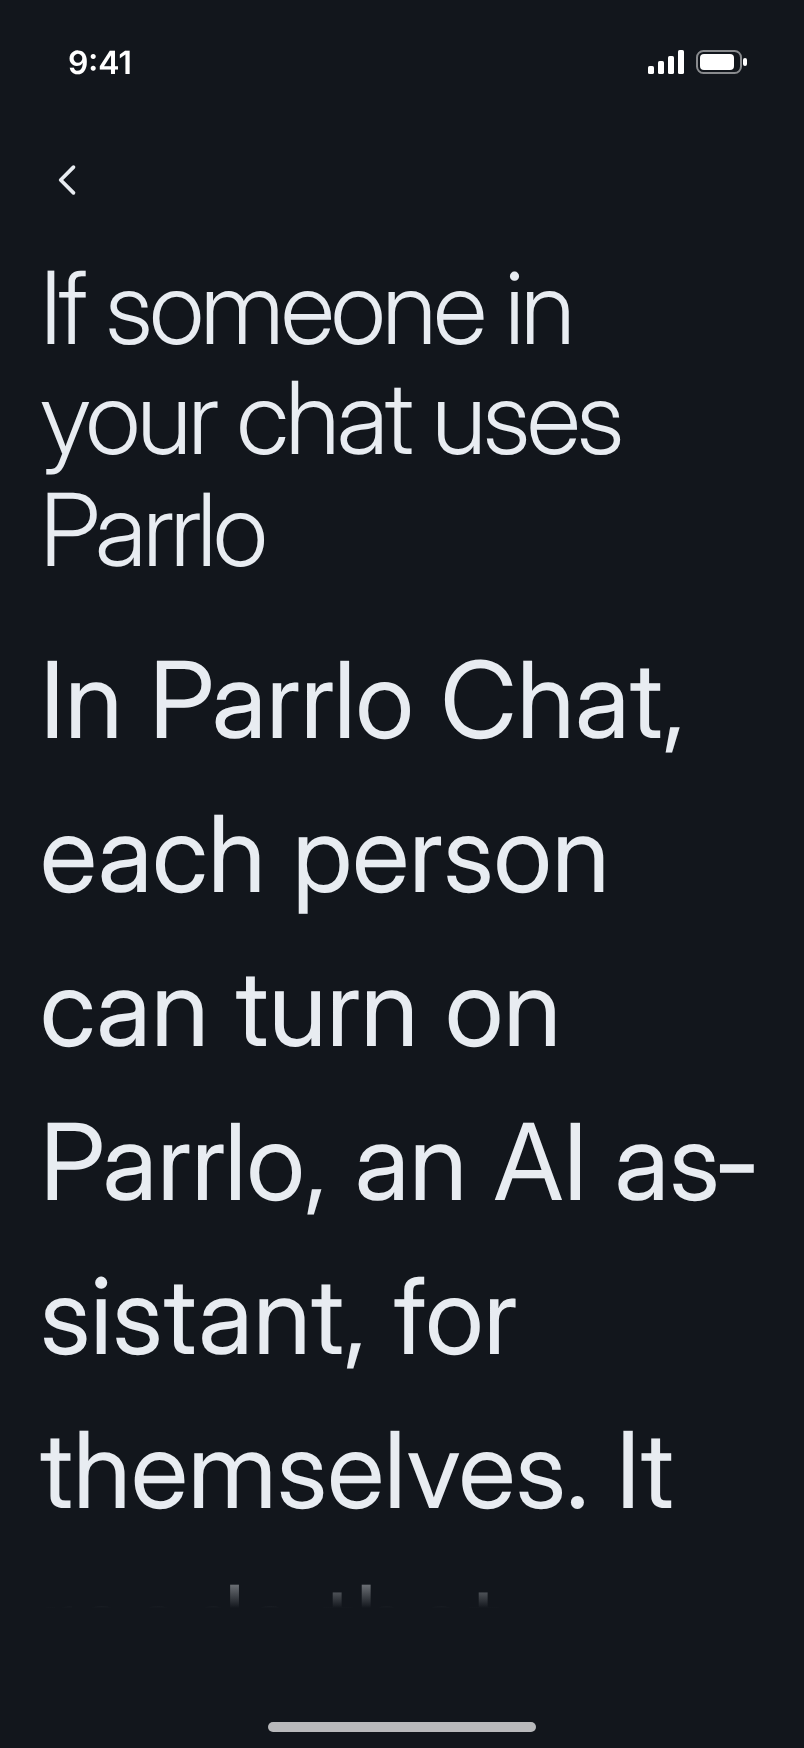 9:41
If someone in
your chat uses
Parrlo
In Parrlo Chat,
each person
can turn on
Parrlo, an AI as-
sistant, for
themselves. It